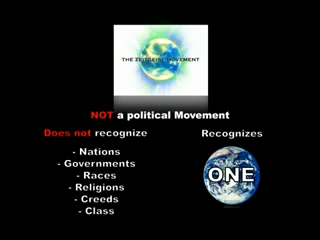 THE ZEITGEIST MOVEMENT
NOT a political Movement
Does not recognize
- Nations
- Governments
- Races
- Religions
- Creeds
- Class
Recognizes
ONE